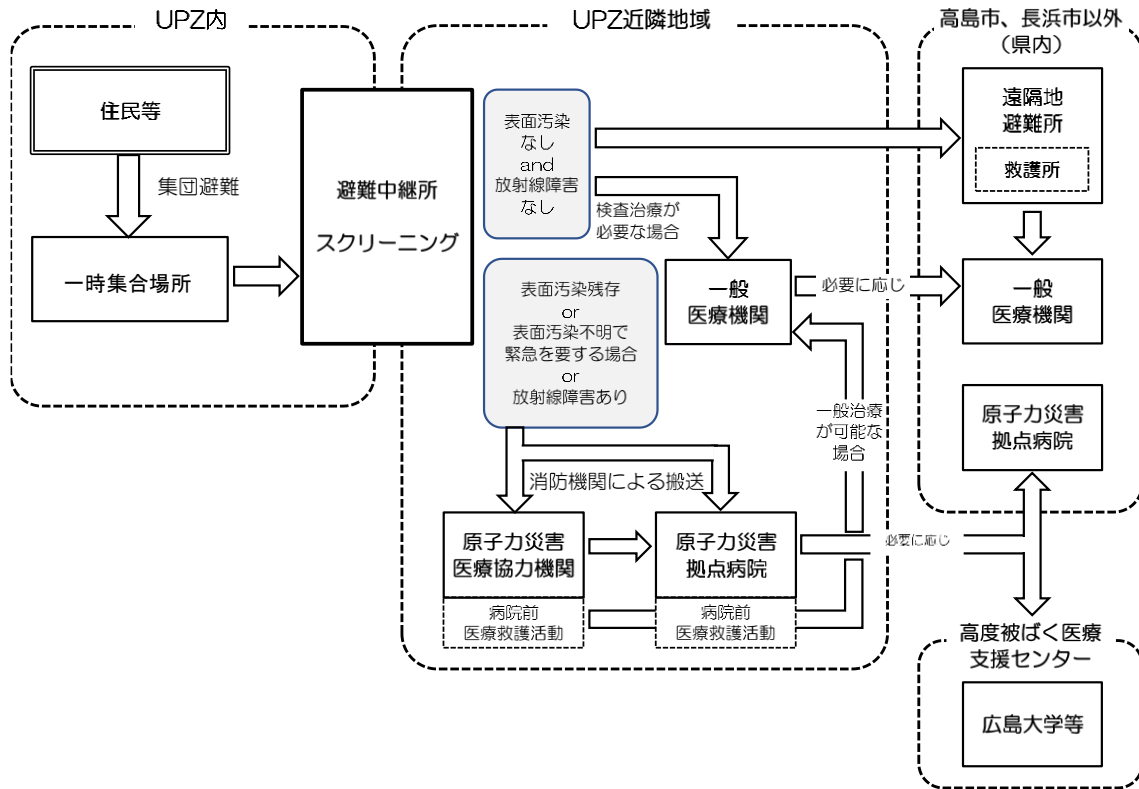 UPZ内
住民等
集団避難
一時集合場所
避難中継所
スクリーニング
UPZ近隣地域
表面汚染
なし
and
放射線障害
なし
検査治療が
必要な場合
一般
医療機関
必要に応じ
表面汚染残存
or
表面汚染不明で
緊急を要する場合
or
放射線障害あり
一般治療
が可能な
場合
消防機関による搬送
原子力災害
医療協力機関
病院前
医療救護活動
原子力災害
拠点病院
病院前
医療救護活動
必要に応じ
高島市、長浜市以外
(県内)
遠隔地
避難所
救護所
一般
医療機関
原子力災害
拠点病院
高度被ばく医療
支援センター
広島大学等